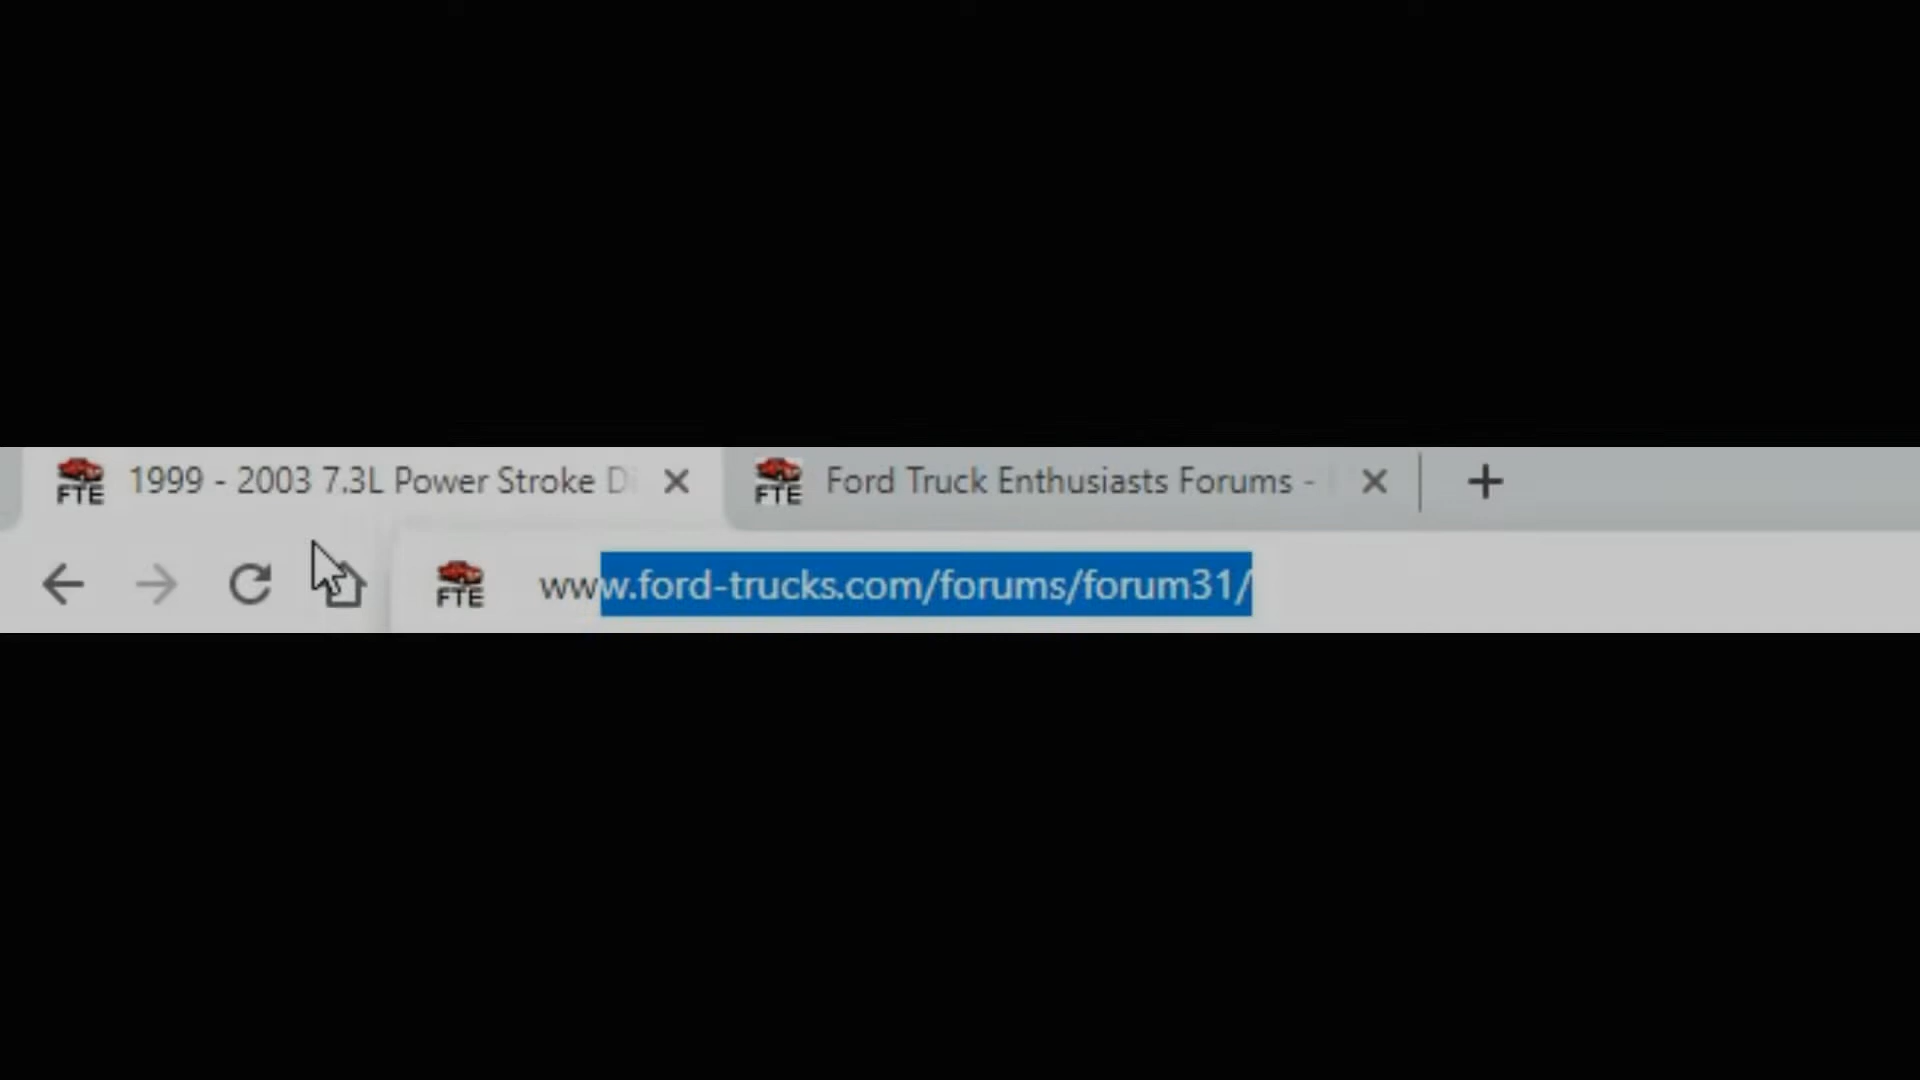 FTE 1999 - 2003 7.3L Power Stroke FTE Ford Truck Enthusiasts Forums -
FTE www.ford-trucks.com/forums/forum31/